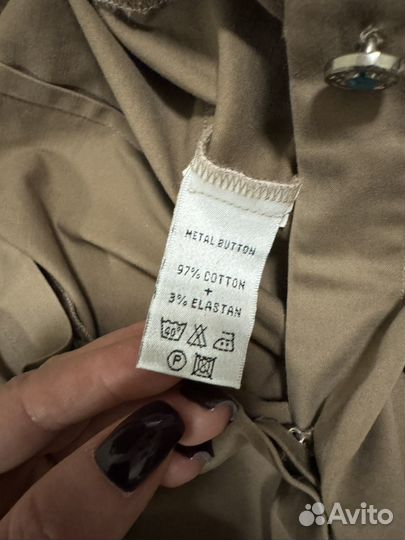 METAL BUTTON
97% COTTON
+
3% ELASTAN
40°
P
Avito